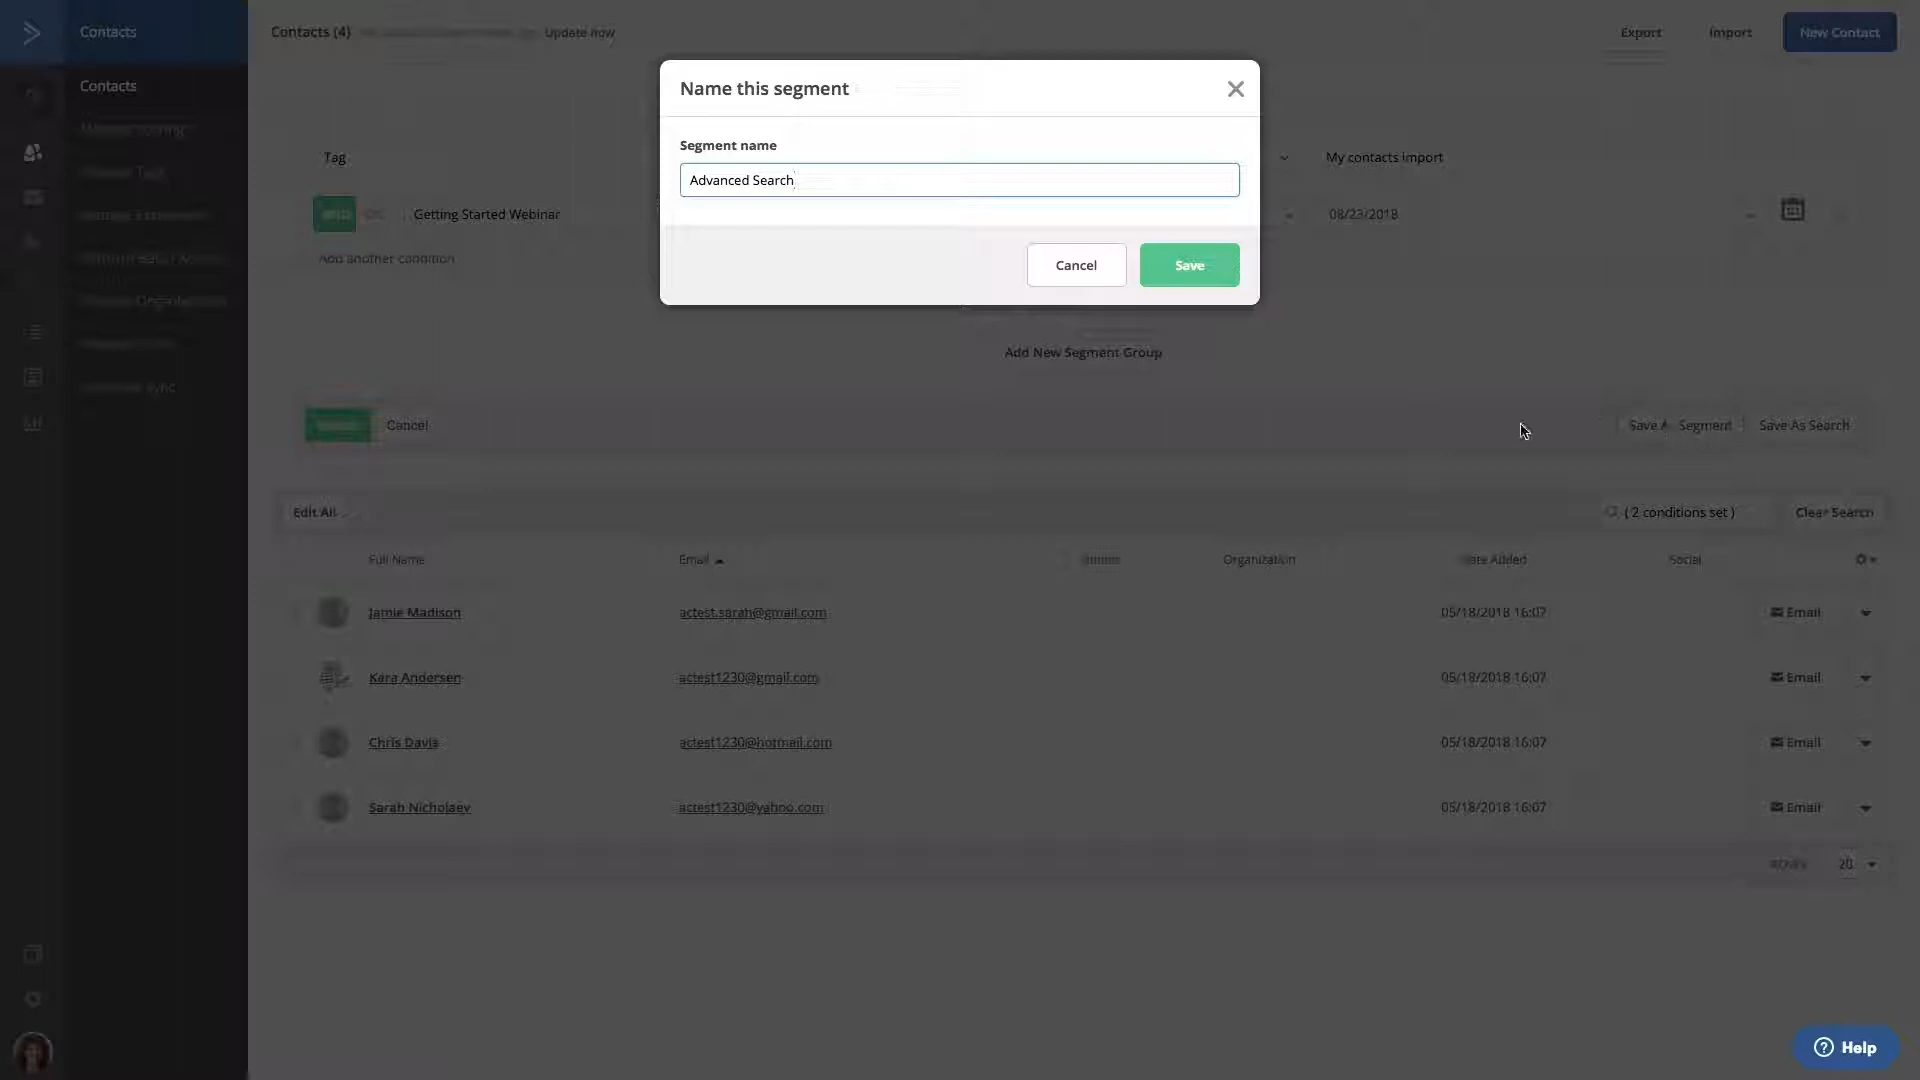 Contacts
Contacts (4)
Update now
Export
Import
New Contact
Contacts
Name this segment
Segment name
Advanced Search
Cancel
Save
Tag
My contacts import
Getting Started Webinar
08/23/2018
Add another condition
Add New Segment Group
Cancel
Segment
Save As Search
Edit All
( 2 conditions set )
Clear Search
Full Name
Email
Organization
Date Added
Social
Jamie Madison
actest.sarah@gmail.com
05/18/2018 16:07
Email
Kara Andersen
actest1230@gmail.com
05/18/2018 16:07
Email
Chris Davis
actest1230@hotmail.com
05/18/2018 16:07
Email
Sarah Nicholaev
actest1230@yahoo.com
05/18/2018 16:07
Email
20
Help